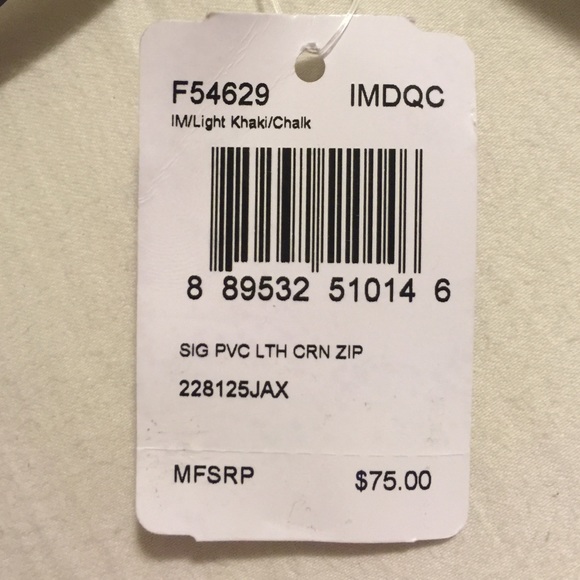 F54629 IMDQC
IM/Light Khaki/Chalk
8 89532 51014 6
SIG PVC LTH CRN ZIP
228125JAX
MFSRP $75.00